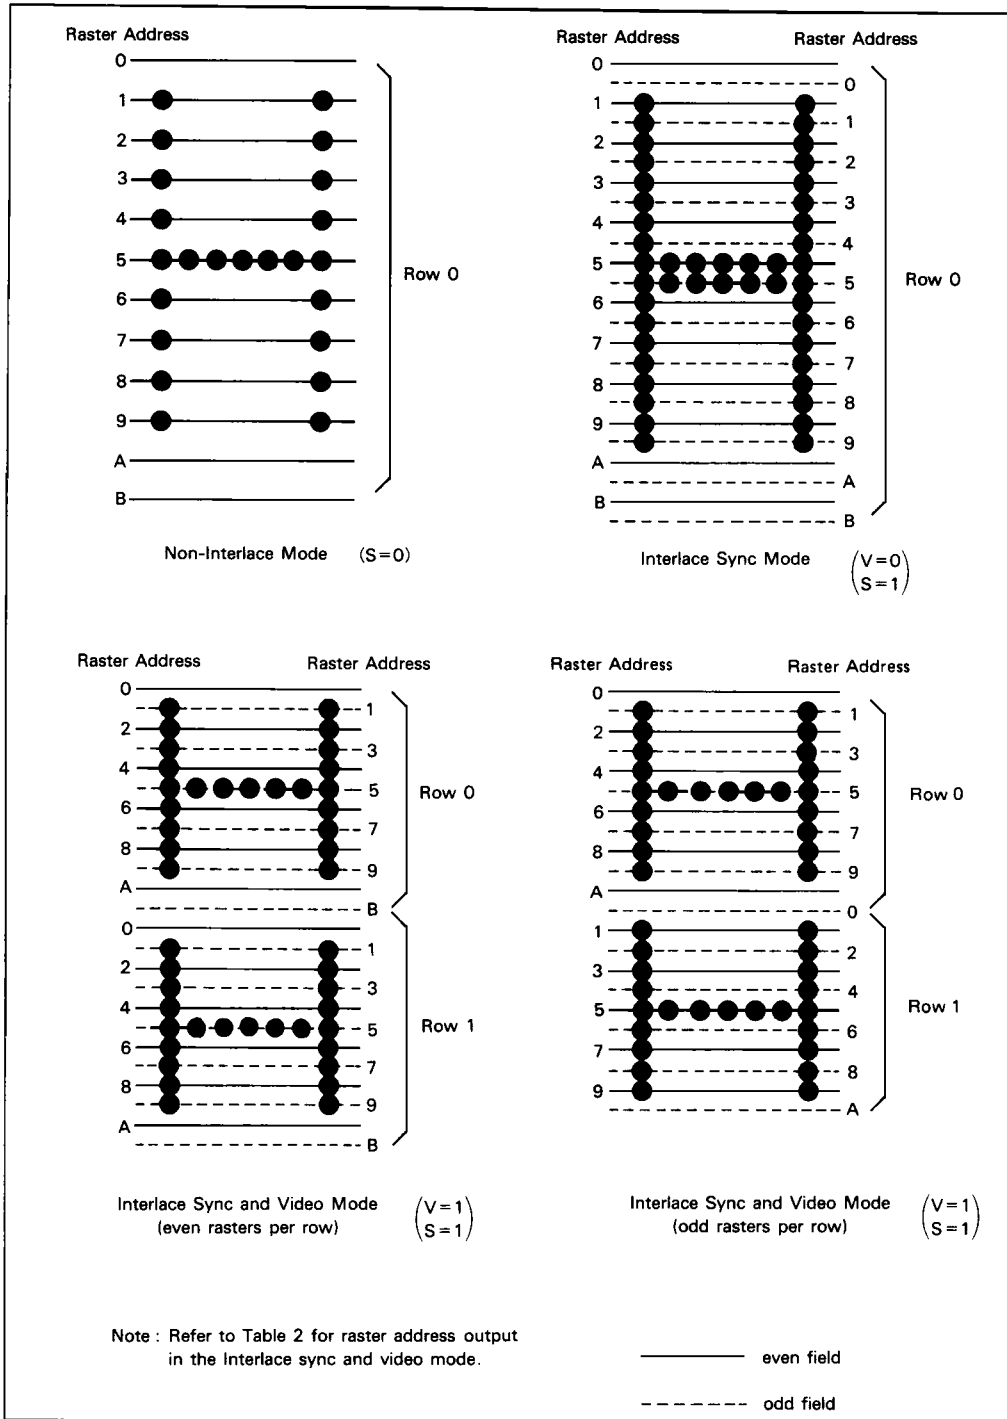 Raster Address
0
1
2
3
4
5
6
7
8
9
A
B
Row 0
Non-Interlace Mode (S=0)
Raster Address Raster Address
0
0
1
1
2
2
3
3
4
4
5
5
6
6
7
7
8
8
9
9
A
A
B
B
Row 0
Interlace Sync Mode (V=0 S=1)
Raster Address Raster Address
0
1
2
3
4
5
6
7
8
9
A
B
Row 0
0
1
2
3
4
5
6
7
8
9
A
B
Row 1
Interlace Sync and Video Mode (V=1
(even rasters per row) S=1)
Raster Address Raster Address
0
1
2
3
4
5
6
7
8
9
A
Row 0
0
1
2
3
4
5
6
7
8
9
A
Row 1
Interlace Sync and Video Mode (V=1
(odd rasters per row) S=1)
Note : Refer to Table 2 for raster address output
in the Interlace sync and video mode.
even field
odd field